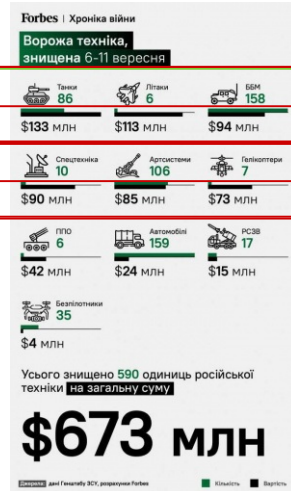 Forbes | Хроніка війни
Ворожа техніка,
знищена 6-11 вересня
Танки
86
$133 млн
Літаки
6
$113 млн
ББМ
158
$94 млн
Спецтехніка
10
$90 млн
Артсистеми
106
$85 млн
Гелікоптери
7
$73 млн
ППО
6
$42 млн
Автомобілі
159
$24 млн
РСЗВ
17
$15 млн
Безпілотники
35
$4 млн
Усього знищено 590 одиниць російської
техніки на загальну суму
$673 млн
Джерела: дані Генштабу ЗСУ, розрахунки Forbes
Кількість
Вартість